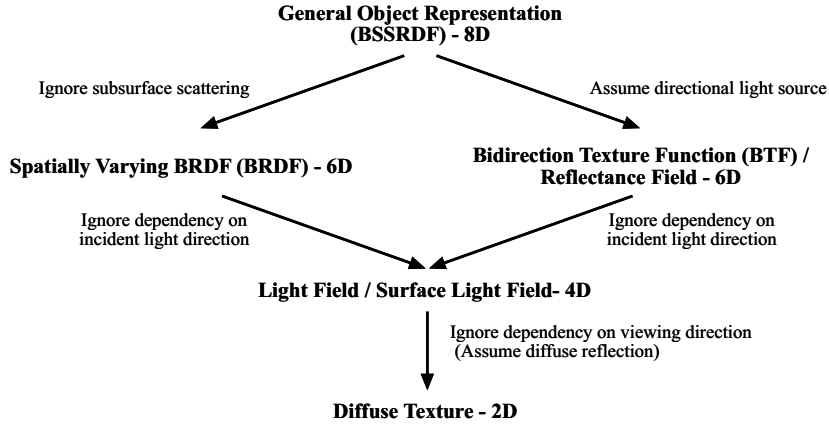 General Object Representation
(BSSRDF) - 8D
Ignore subsurface scattering
Assume directional light source
Spatially Varying BRDF (BRDF) - 6D
Bidirection Texture Function (BTF) /
Reflectance Field - 6D
Ignore dependency on
incident light direction
Ignore dependency on
incident light direction
Light Field / Surface Light Field- 4D
Ignore dependency on viewing direction
(Assume diffuse reflection)
Diffuse Texture - 2D